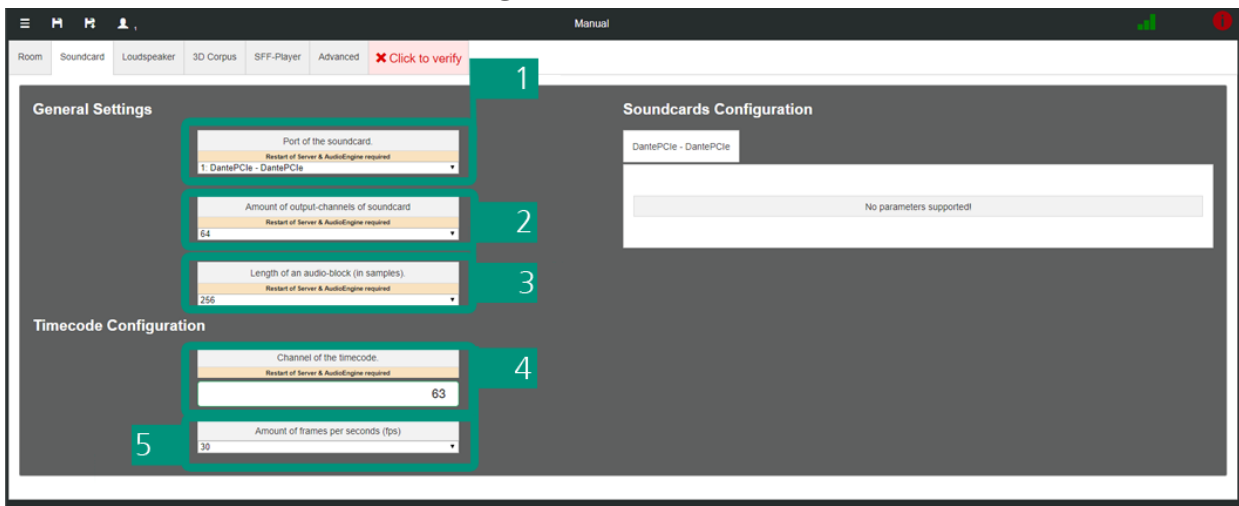 Manual
Room Soundcard Loudspeaker 3D Corpus SFF-Player Advanced ✖ Click to verify
1
General Settings
Port of the soundcard.
Restart of Server & AudioEngine required
1: DantePCIe - DantePCIe
Amount of output-channels of soundcard
Restart of Server & AudioEngine required
64
2
Length of an audio-block (in samples).
Restart of Server & AudioEngine required
256
3
Timecode Configuration
Channel of the timecode.
Restart of Server & AudioEngine required
63
4
Amount of frames per seconds (fps)
30
5
Soundcards Configuration
DantePCIe - DantePCIe
No parameters supported!